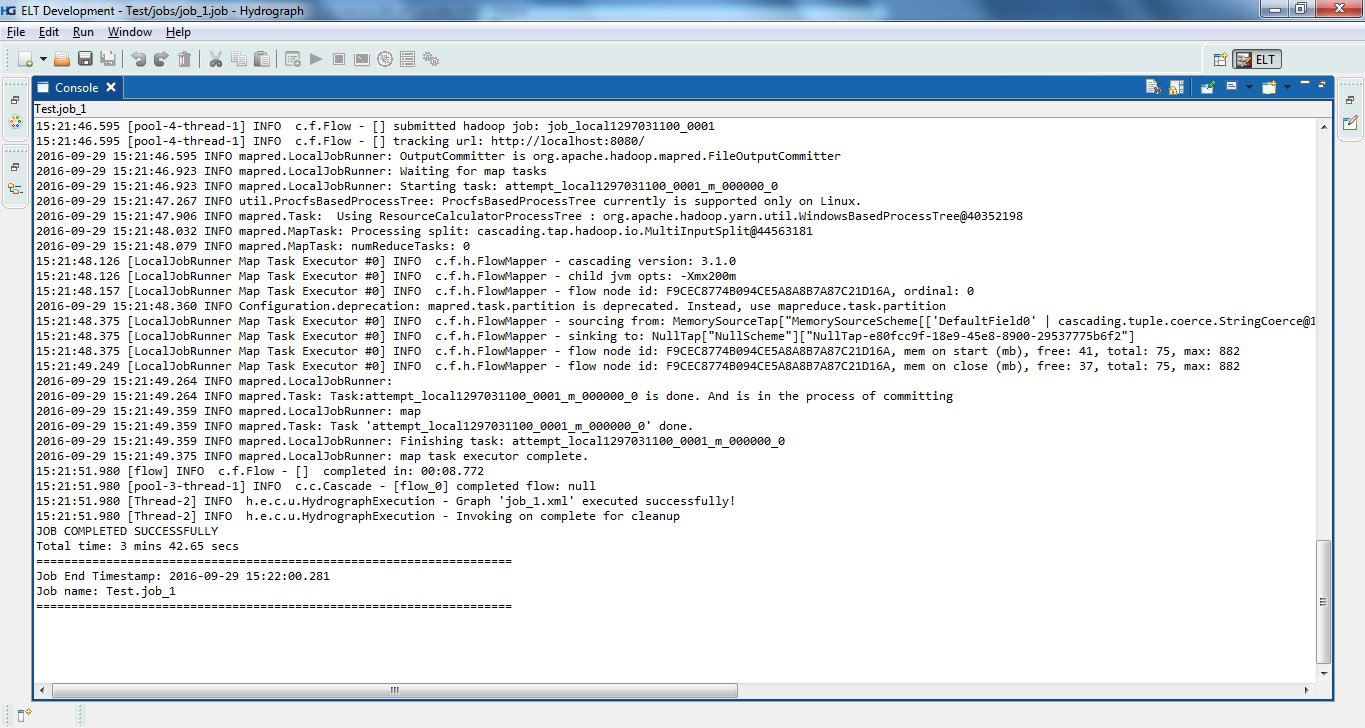 HG ELT Development - Test/jobs/job_1.job - Hydrograph
File Edit Run Window Help
ELT
Console
Test.job_1
15:21:46.595 [pool-4-thread-1] INFO  c.f.Flow - [] submitted hadoop job: job_local1297031100_0001
15:21:46.595 [pool-4-thread-1] INFO  c.f.Flow - [] tracking url: http://localhost:8080/
2016-09-29 15:21:46.595 INFO mapred.LocalJobRunner: OutputCommitter is org.apache.hadoop.mapred.FileOutputCommitter
2016-09-29 15:21:46.923 INFO mapred.LocalJobRunner: Waiting for map tasks
2016-09-29 15:21:46.923 INFO mapred.LocalJobRunner: Starting task: attempt_local1297031100_0001_m_000000_0
2016-09-29 15:21:47.267 INFO util.ProcfsBasedProcessTree: ProcfsBasedProcessTree currently is supported only on Linux.
2016-09-29 15:21:47.906 INFO mapred.Task:  Using ResourceCalculatorProcessTree : org.apache.hadoop.yarn.util.WindowsBasedProcessTree@40352198
2016-09-29 15:21:48.032 INFO mapred.MapTask: Processing split: cascading.tap.hadoop.io.MultiInputSplit@44563181
2016-09-29 15:21:48.079 INFO mapred.MapTask: numReduceTasks: 0
15:21:48.126 [LocalJobRunner Map Task Executor #0] INFO  c.f.h.FlowMapper - cascading version: 3.1.0
15:21:48.126 [LocalJobRunner Map Task Executor #0] INFO  c.f.h.FlowMapper - child jvm opts: -Xmx200m
15:21:48.157 [LocalJobRunner Map Task Executor #0] INFO  c.f.h.FlowMapper - flow node id: F9CEC8774B094CE5A8A8B7A87C21D16A, ordinal: 0
2016-09-29 15:21:48.360 INFO Configuration.deprecation: mapred.task.partition is deprecated. Instead, use mapreduce.task.partition
15:21:48.375 [LocalJobRunner Map Task Executor #0] INFO  c.f.h.FlowMapper - sourcing from: MemorySourceTap["MemorySourceScheme[['DefaultField0' | cascading.tuple.coerce.StringCoerce@1
15:21:48.375 [LocalJobRunner Map Task Executor #0] INFO  c.f.h.FlowMapper - sinking to: NullTap["NullScheme"]["NullTap-e80fcc9f-18e9-45e8-8900-29537775b6f2"]
15:21:48.375 [LocalJobRunner Map Task Executor #0] INFO  c.f.h.FlowMapper - flow node id: F9CEC8774B094CE5A8A8B7A87C21D16A, mem on start (mb), free: 41, total: 75, max: 882
15:21:49.249 [LocalJobRunner Map Task Executor #0] INFO  c.f.h.FlowMapper - flow node id: F9CEC8774B094CE5A8A8B7A87C21D16A, mem on close (mb), free: 37, total: 75, max: 882
2016-09-29 15:21:49.264 INFO mapred.LocalJobRunner:
2016-09-29 15:21:49.264 INFO mapred.Task: Task:attempt_local1297031100_0001_m_000000_0 is done. And is in the process of committing
2016-09-29 15:21:49.359 INFO mapred.LocalJobRunner: map
2016-09-29 15:21:49.359 INFO mapred.Task: Task 'attempt_local1297031100_0001_m_000000_0' done.
2016-09-29 15:21:49.359 INFO mapred.LocalJobRunner: Finishing task: attempt_local1297031100_0001_m_000000_0
2016-09-29 15:21:49.375 INFO mapred.LocalJobRunner: map task executor complete.
15:21:51.980 [flow] INFO  c.f.Flow - []  completed in: 00:08.772
15:21:51.980 [pool-3-thread-1] INFO  c.c.Cascade - [flow_0] completed flow: null
15:21:51.980 [Thread-2] INFO  h.e.c.u.HydrographExecution - Graph 'job_1.xml' executed successfully!
15:21:51.980 [Thread-2] INFO  h.e.c.u.HydrographExecution - Invoking on complete for cleanup
JOB COMPLETED SUCCESSFULLY
Total time: 3 mins 42.65 secs
====================================================================
Job End Timestamp: 2016-09-29 15:22:00.281
Job name: Test.job_1
====================================================================